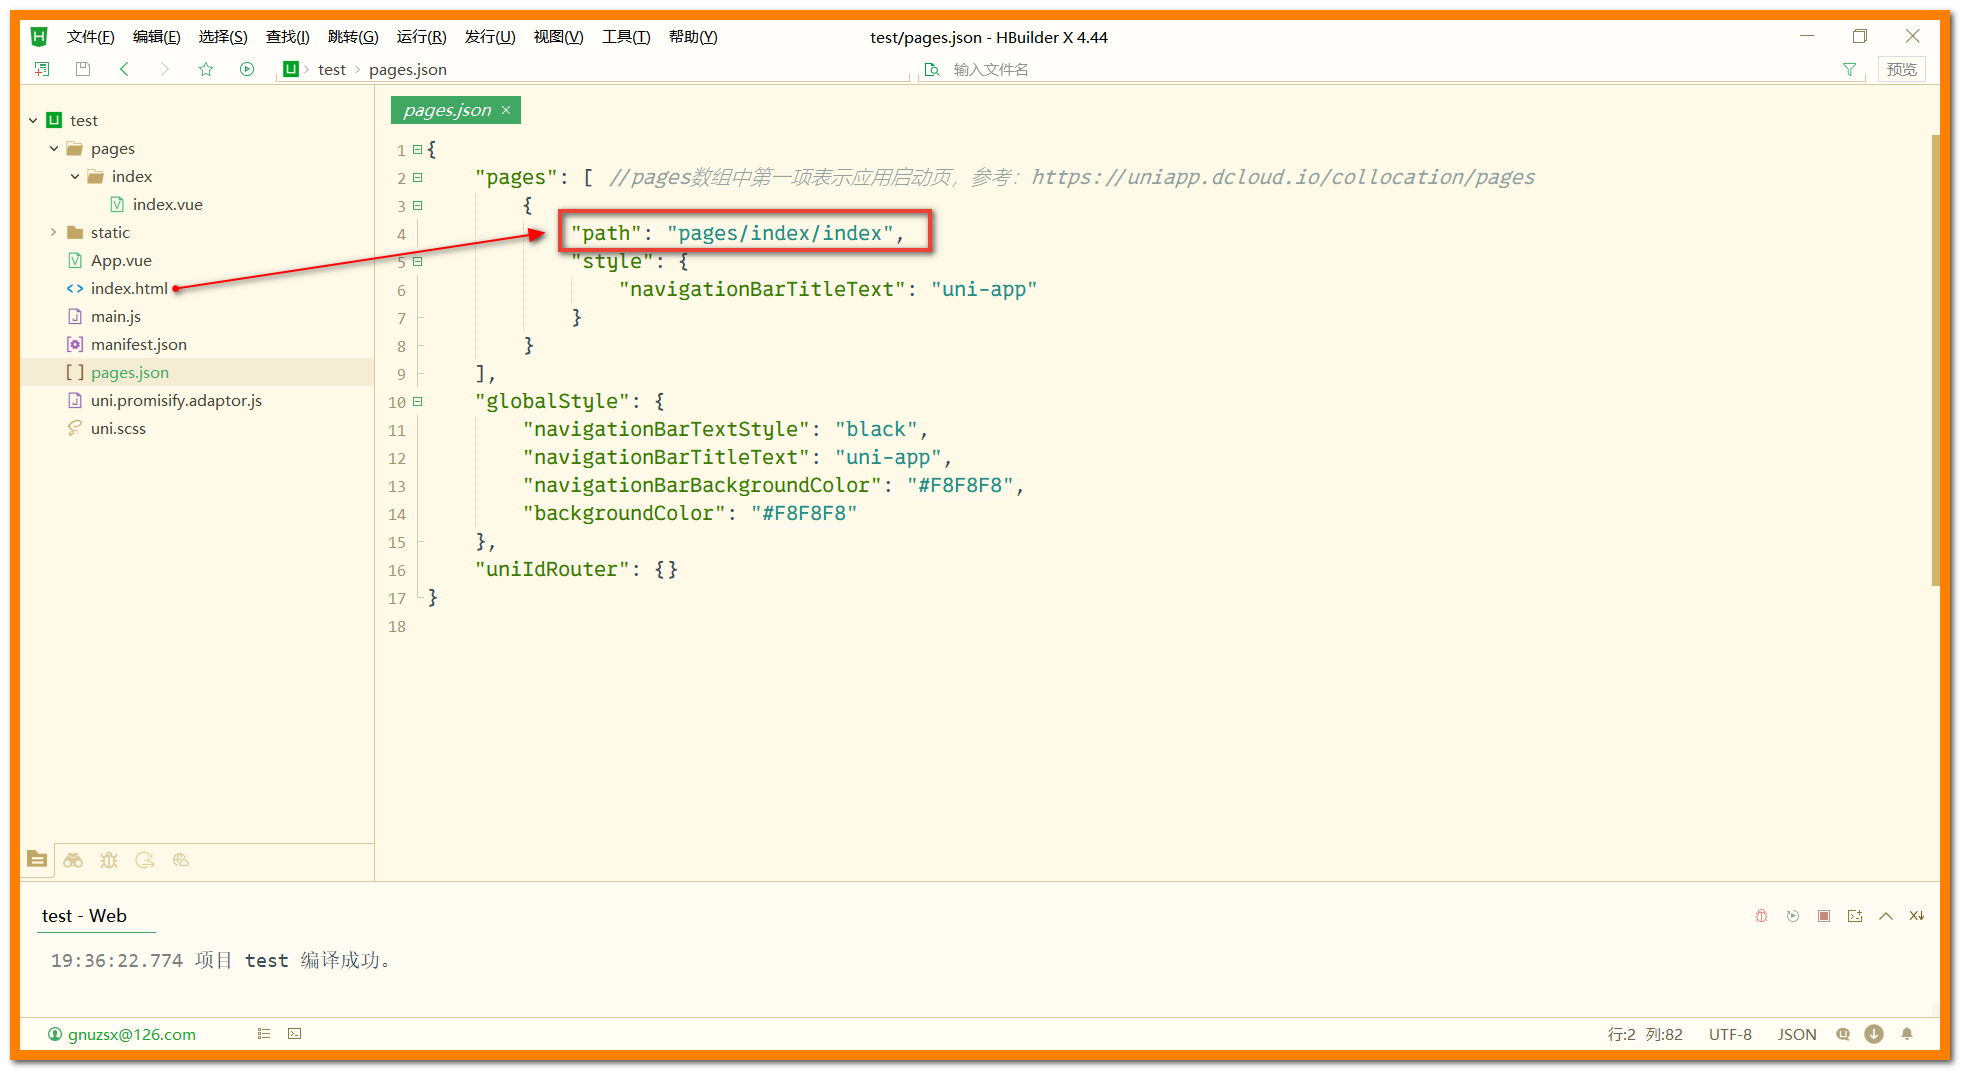 文件(F) 编辑(E) 选择(S) 查找(I) 跳转(G) 运行(R) 发行(U) 视图(V) 工具(T) 帮助(Y)
test/pages.json - HBuilder X 4.44
test pages.json
输入文件名
预览
test
pages
index
index.vue
static
App.vue
index.html
main.js
manifest.json
pages.json
uni.promisify.adaptor.js
uni.scss
pages.json ×
1 {
2 "pages": [ //pages数组中第一项表示应用启动页，参考：https://uniapp.dcloud.io/collocation/pages
3 {
4 "path": "pages/index/index",
5 "style": {
6 "navigationBarTitleText": "uni-app"
7 }
8 }
9 ],
10 "globalStyle": {
11 "navigationBarTextStyle": "black",
12 "navigationBarTitleText": "uni-app",
13 "navigationBarBackgroundColor": "#F8F8F8",
14 "backgroundColor": "#F8F8F8"
15 },
16 "uniIdRouter": {}
17 }
18
test - Web
19:36:22.774 项目 test 编译成功。
gnuzsx@126.com
行:2 列:82 UTF-8 JSON